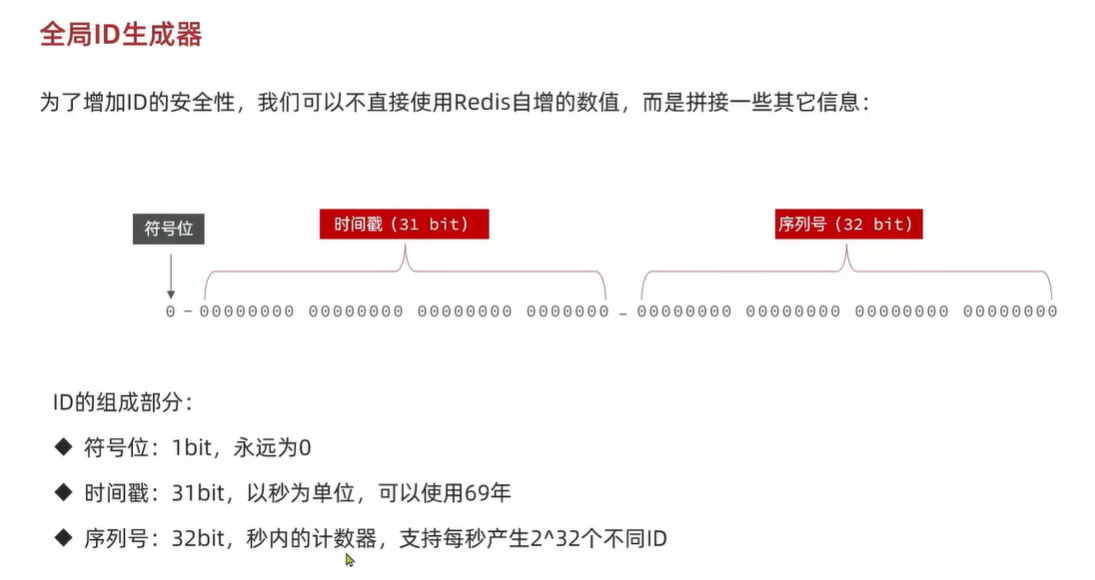 全局ID生成器
为了增加ID的安全性，我们可以不直接使用Redis自增的数值，而是拼接一些其它信息：
符号位
时间戳（31 bit）
序列号（32 bit）
0-00000000 00000000 00000000 0000000-00000000 00000000 00000000 00000000
ID的组成部分：
◆ 符号位：1bit，永远为0
◆ 时间戳：31bit，以秒为单位，可以使用69年
◆ 序列号：32bit，秒内的计数器，支持每秒产生2^32个不同ID